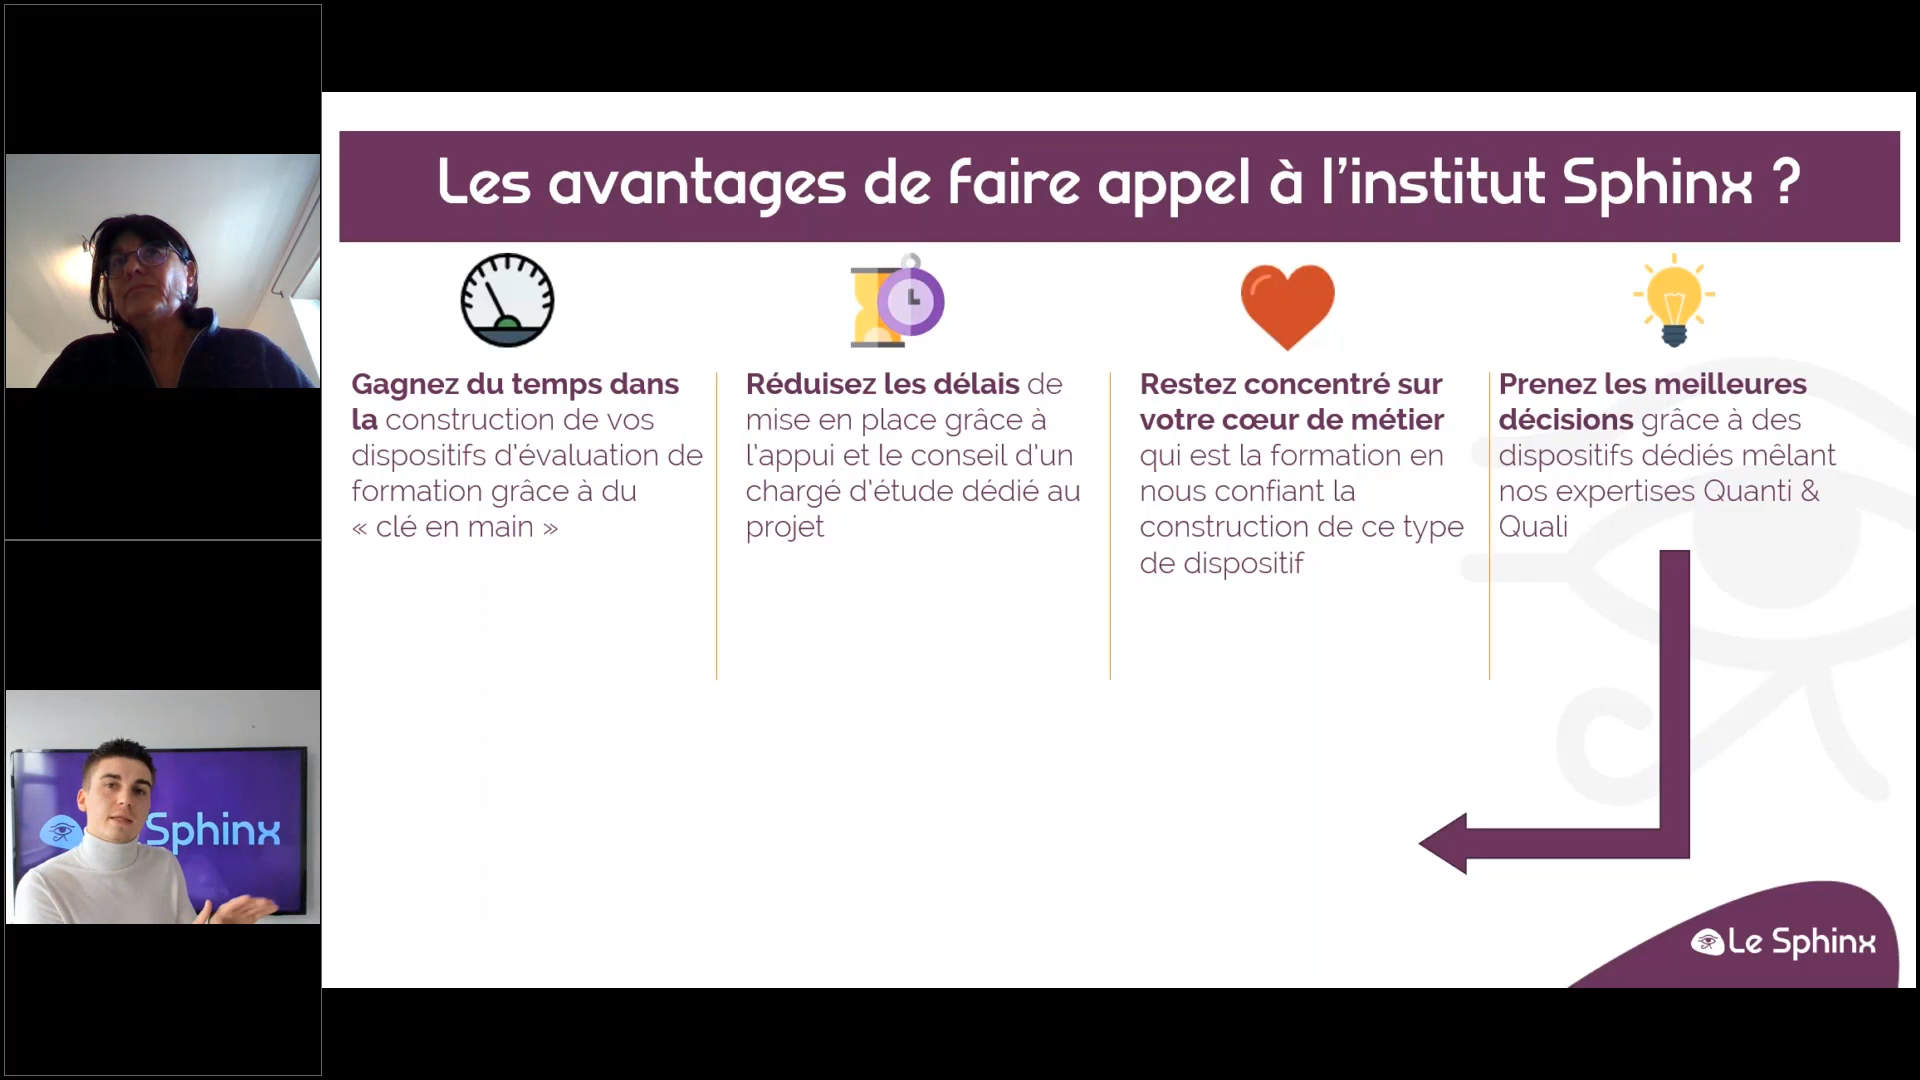 Les avantages de faire appel à l'institut Sphinx ?
Gagnez du temps dans
la construction de vos
dispositifs d'évaluation de
formation grâce à du
« clé en main »
Réduisez les délais de
mise en place grâce à
l'appui et le conseil d'un
chargé d'étude dédié au
projet
Restez concentré sur
votre cœur de métier
qui est la formation en
nous confiant la
construction de ce type
de dispositif
Prenez les meilleures
décisions grâce à des
dispositifs dédiés mêlant
nos expertises Quanti &
Quali
Sphinx
Le Sphinx